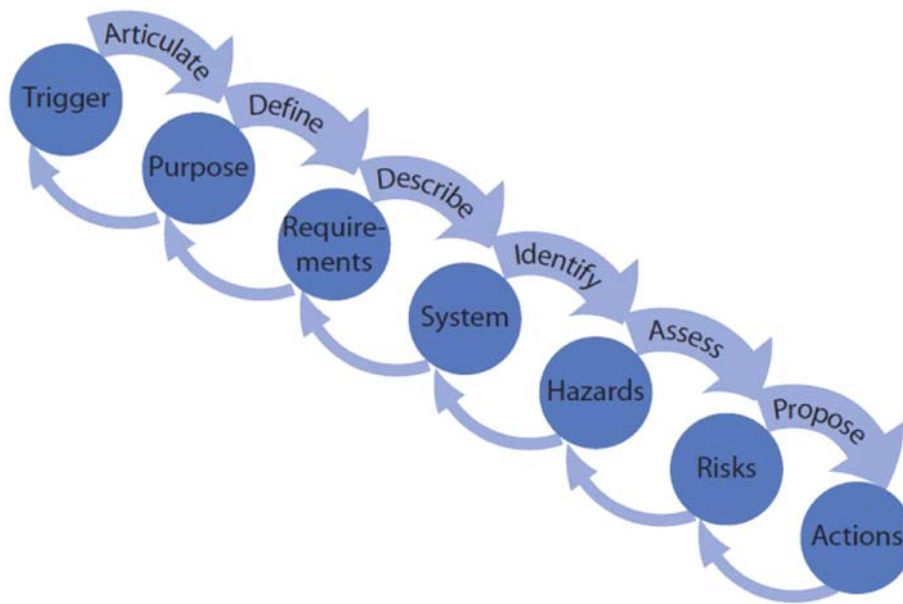 Articulate
Trigger
Define
Purpose
Describe
Require-
ments
Identify
System
Assess
Hazards
Propose
Risks
Actions